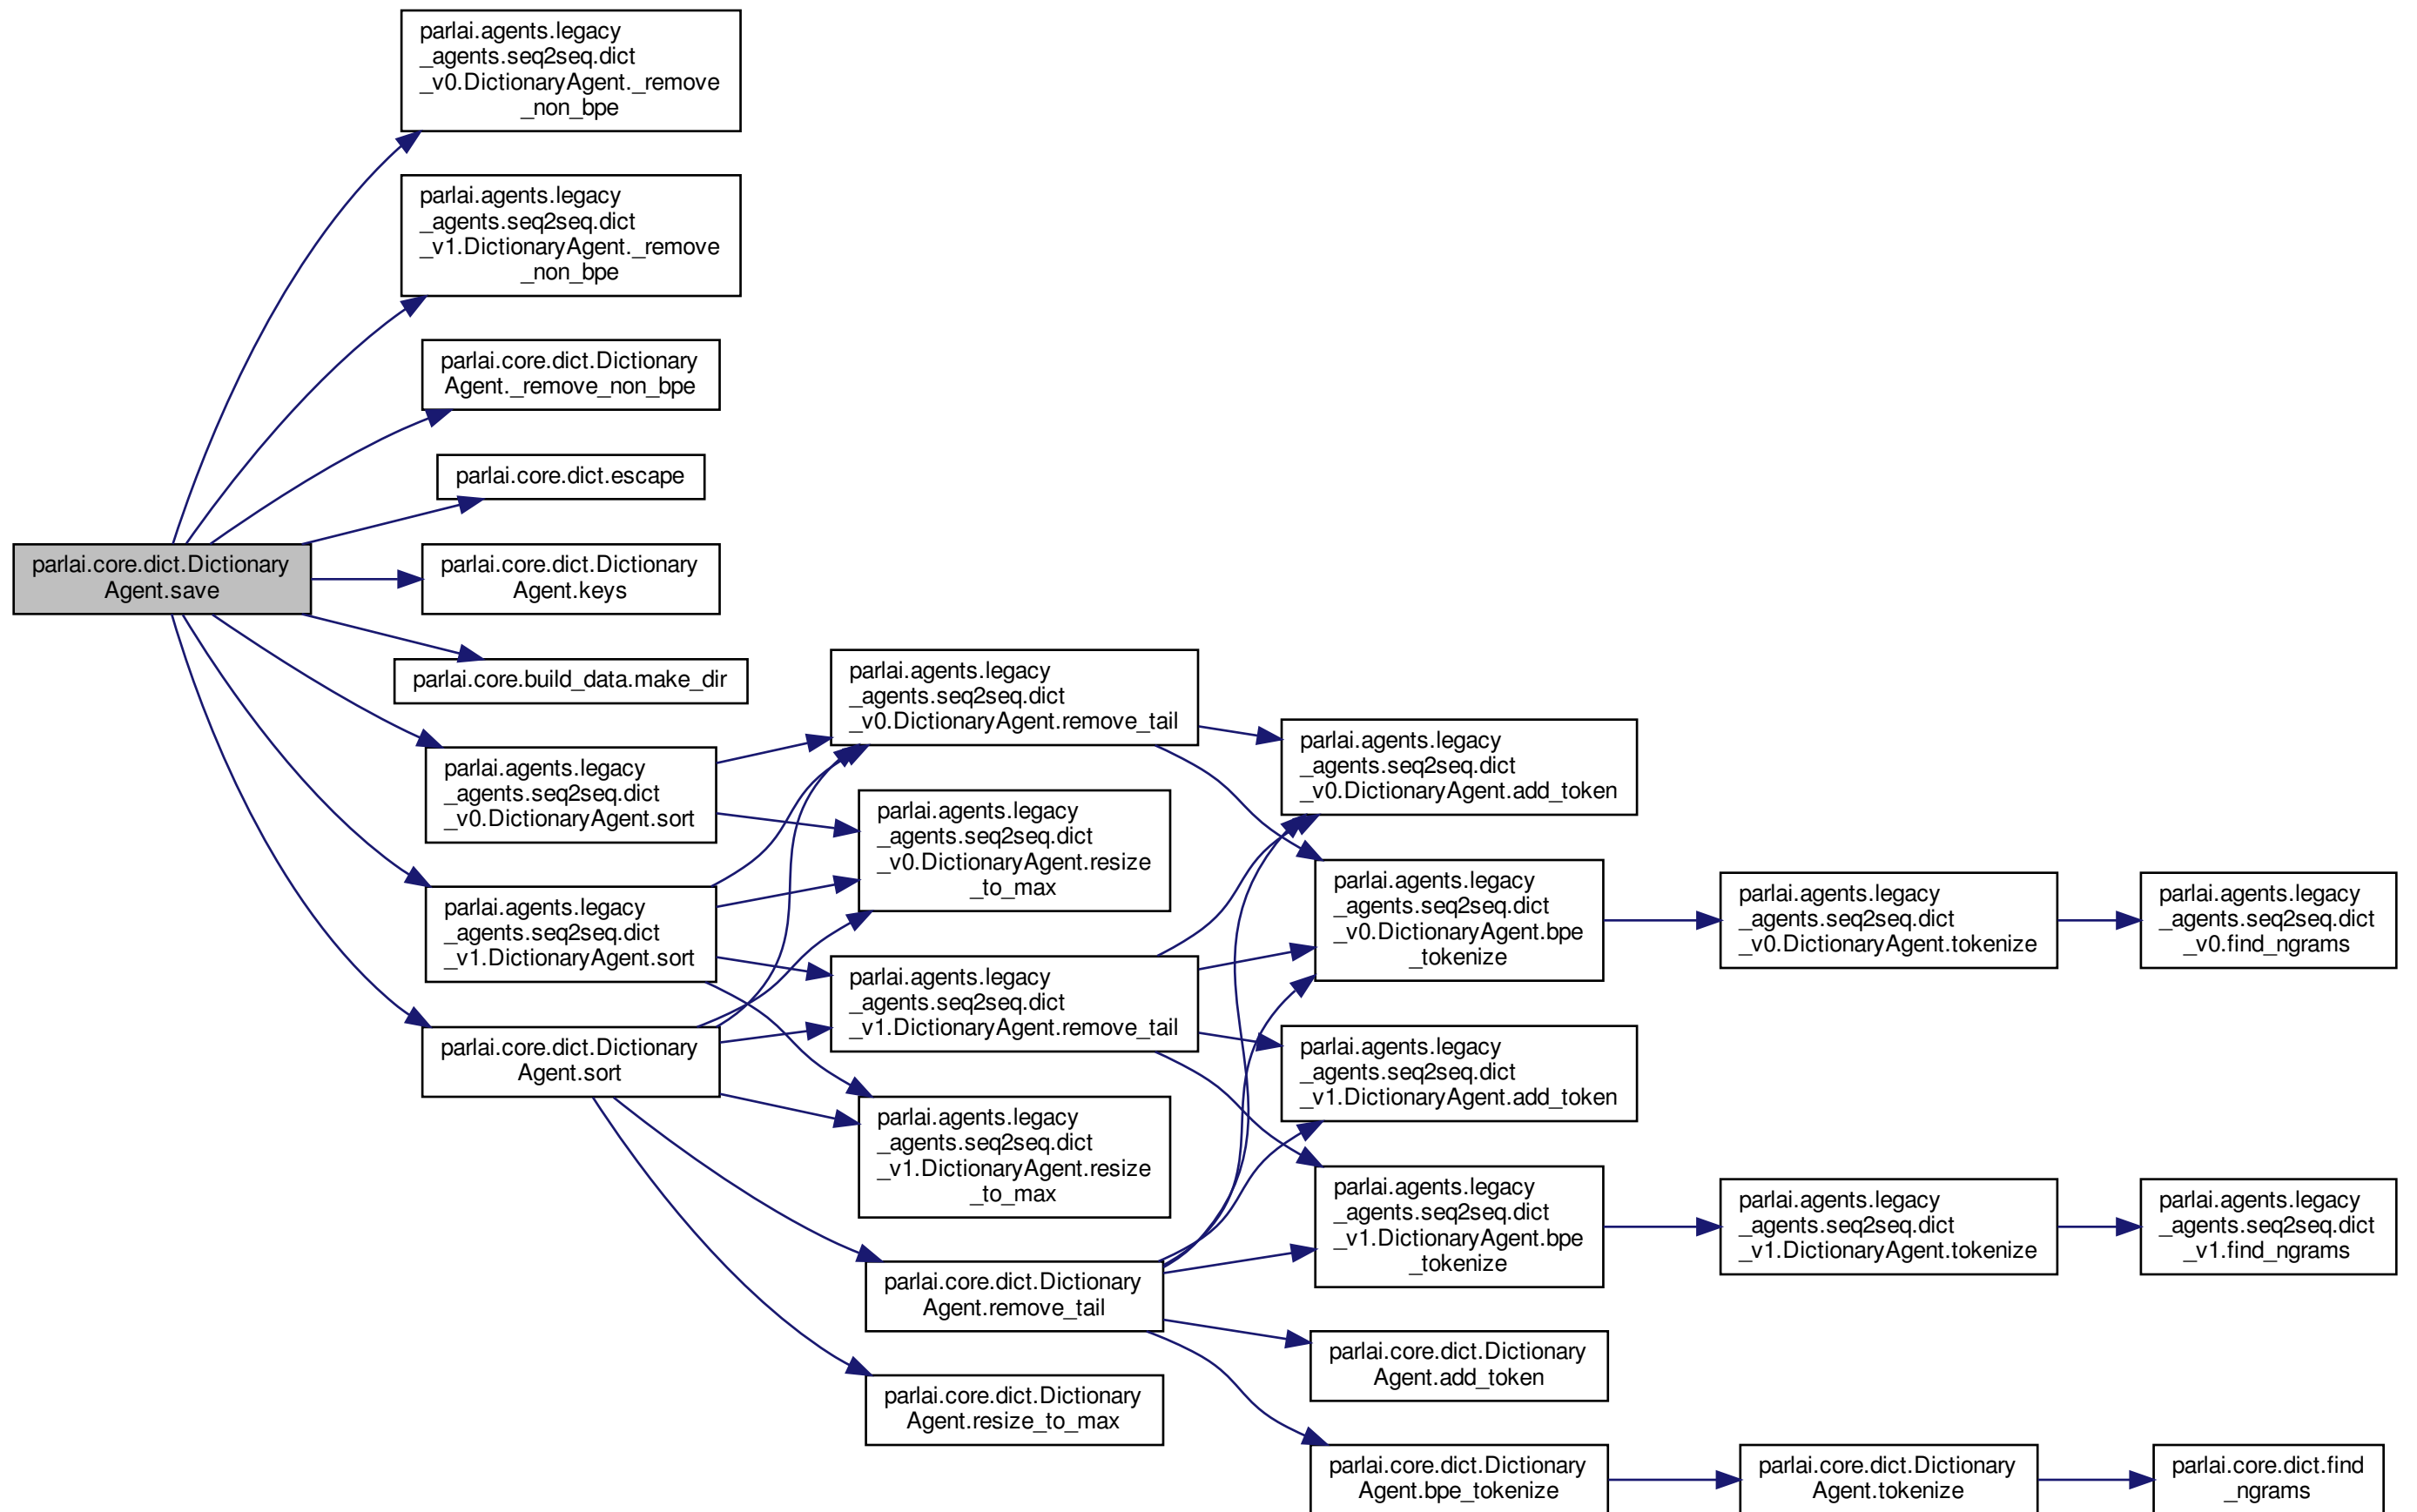 parlai.agents.legacy
_agents.seq2seq.dict
_v0.DictionaryAgent._remove
_non_bpe
parlai.agents.legacy
_agents.seq2seq.dict
_v1.DictionaryAgent._remove
_non_bpe
parlai.core.dict.Dictionary
Agent._remove_non_bpe
parlai.core.dict.escape
parlai.core.dict.Dictionary
Agent.save
parlai.core.dict.Dictionary
Agent.keys
parlai.core.build_data.make_dir
parlai.agents.legacy
_agents.seq2seq.dict
_v0.DictionaryAgent.sort
parlai.agents.legacy
_agents.seq2seq.dict
_v1.DictionaryAgent.sort
parlai.core.dict.Dictionary
Agent.sort
parlai.agents.legacy
_agents.seq2seq.dict
_v0.DictionaryAgent.remove_tail
parlai.agents.legacy
_agents.seq2seq.dict
_v0.DictionaryAgent.resize
_to_max
parlai.agents.legacy
_agents.seq2seq.dict
_v1.DictionaryAgent.remove_tail
parlai.agents.legacy
_agents.seq2seq.dict
_v1.DictionaryAgent.resize
_to_max
parlai.core.dict.Dictionary
Agent.remove_tail
parlai.core.dict.Dictionary
Agent.resize_to_max
parlai.agents.legacy
_agents.seq2seq.dict
_v0.DictionaryAgent.add_token
parlai.agents.legacy
_agents.seq2seq.dict
_v0.DictionaryAgent.bpe
_tokenize
parlai.agents.legacy
_agents.seq2seq.dict
_v1.DictionaryAgent.add_token
parlai.agents.legacy
_agents.seq2seq.dict
_v1.DictionaryAgent.bpe
_tokenize
parlai.core.dict.Dictionary
Agent.add_token
parlai.core.dict.Dictionary
Agent.bpe_tokenize
parlai.agents.legacy
_agents.seq2seq.dict
_v0.DictionaryAgent.tokenize
parlai.agents.legacy
_agents.seq2seq.dict
_v1.DictionaryAgent.tokenize
parlai.core.dict.Dictionary
Agent.tokenize
parlai.agents.legacy
_agents.seq2seq.dict
_v0.find_ngrams
parlai.agents.legacy
_agents.seq2seq.dict
_v1.find_ngrams
parlai.core.dict.find
_ngrams